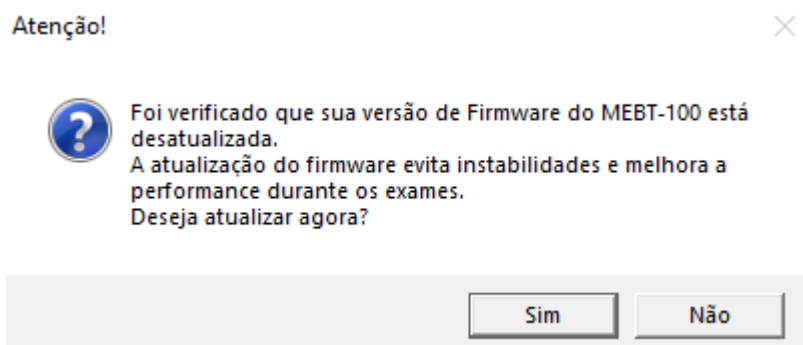 Atenção!
Foi verificado que sua versão de Firmware do MEBT-100 está
desatualizada.
A atualização do firmware evita instabilidades e melhora a
performance durante os exames.
Deseja atualizar agora?
Sim
Não